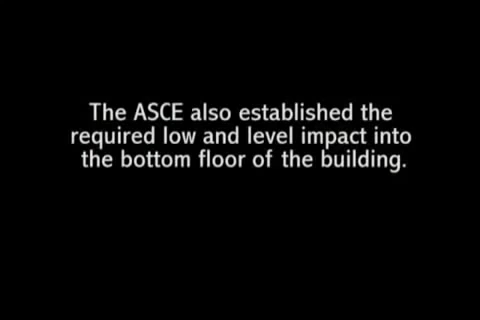 The ASCE also established the
required low and level impact into
the bottom floor of the building.